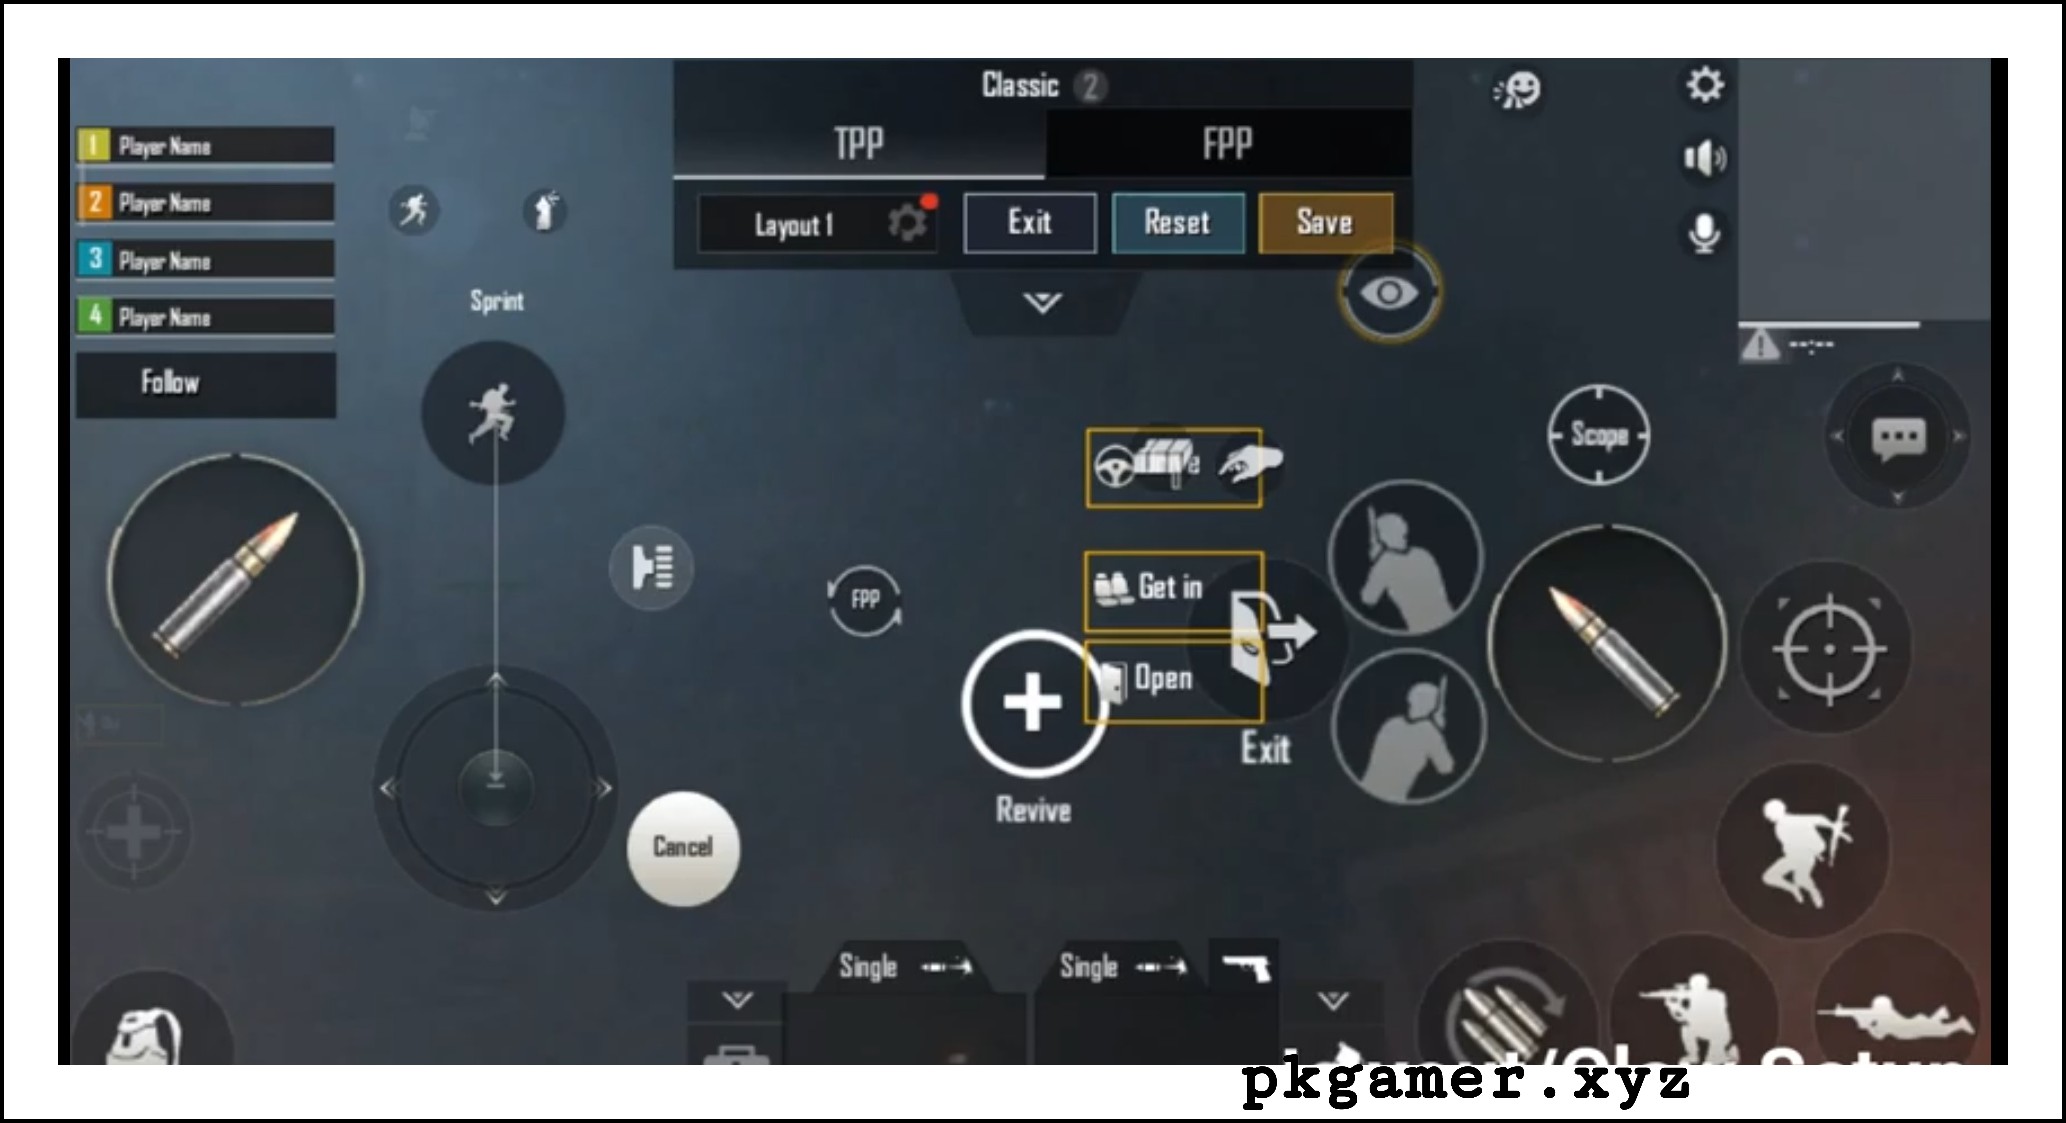 Classic 2
TPP
FPP
Layout 1
Exit
Reset
Save
1 Player Name
2 Player Name
3 Player Name
4 Player Name
Follow
Sprint
Scope
FPP
Get in
Open
Exit
Revive
Cancel
Single
Single
pkgamer.xyz